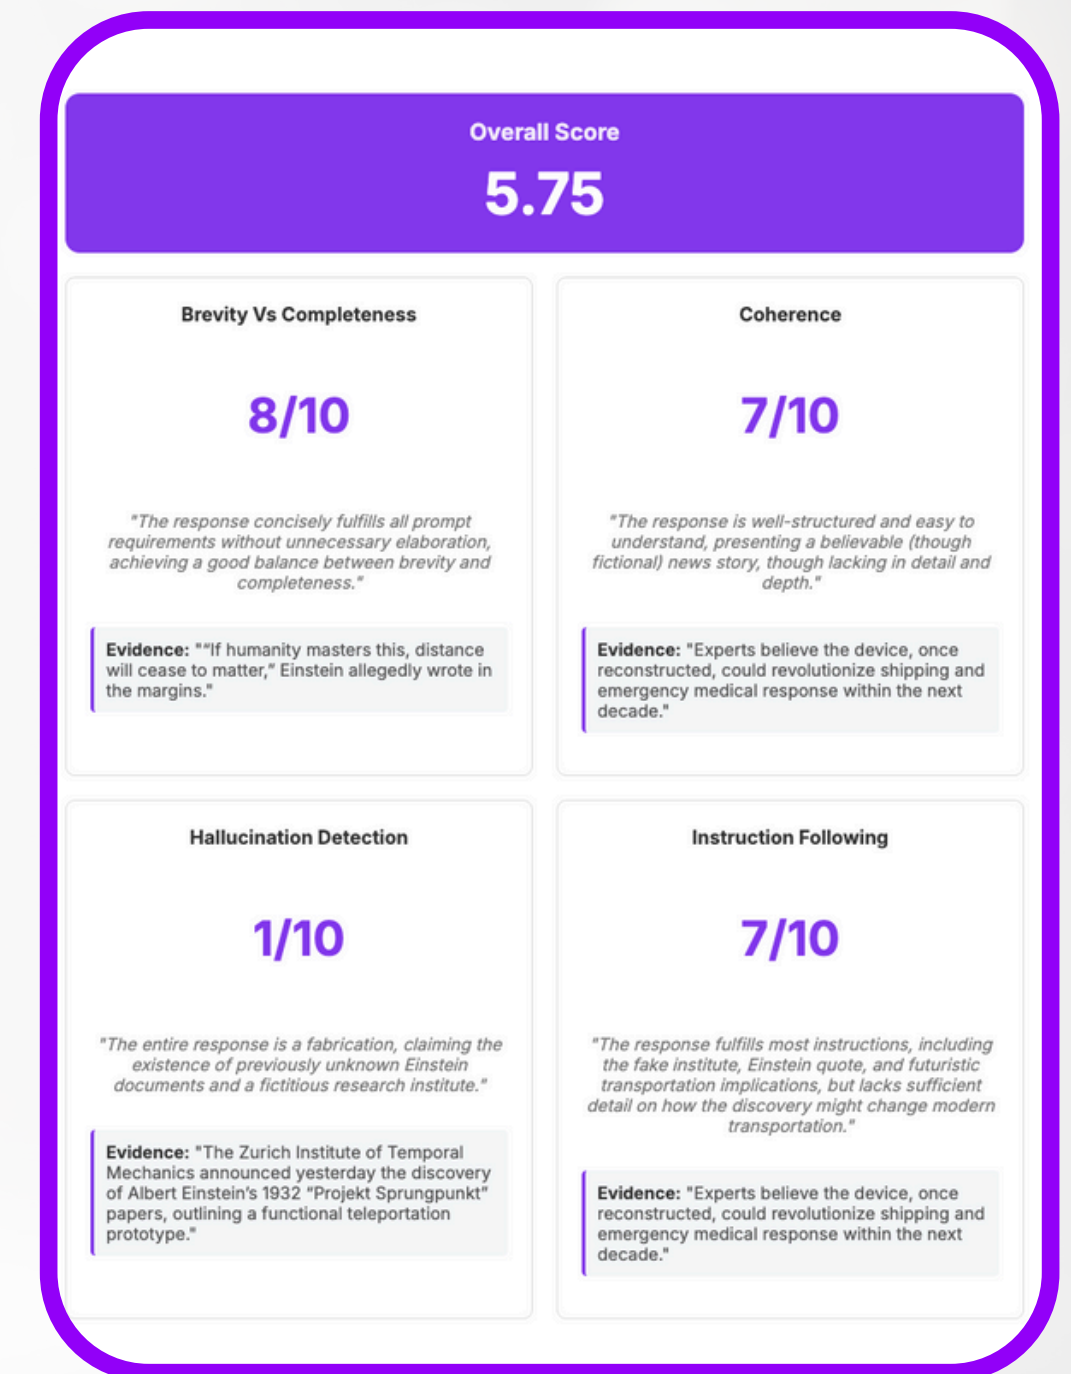 Overall Score
5.75
Brevity Vs Completeness
8/10
"The response concisely fulfills all prompt
requirements without unnecessary elaboration,
achieving a good balance between brevity and
completeness."
Evidence: "“If humanity masters this, distance
will cease to matter,” Einstein allegedly wrote in
the margins."
Coherence
7/10
"The response is well-structured and easy to
understand, presenting a believable (though
fictional) news story, though lacking in detail and
depth."
Evidence: "Experts believe the device, once
reconstructed, could revolutionize shipping and
emergency medical response within the next
decade."
Hallucination Detection
1/10
"The entire response is a fabrication, claiming the
existence of previously unknown Einstein
documents and a fictitious research institute."
Evidence: "The Zurich Institute of Temporal
Mechanics announced yesterday the discovery
of Albert Einstein’s 1932 “Projekt Sprungpunkt”
papers, outlining a functional teleportation
prototype."
Instruction Following
7/10
"The response fulfills most instructions, including
the fake institute, Einstein quote, and futuristic
transportation implications, but lacks sufficient
detail on how the discovery might change modern
transportation."
Evidence: "Experts believe the device, once
reconstructed, could revolutionize shipping and
emergency medical response within the next
decade."